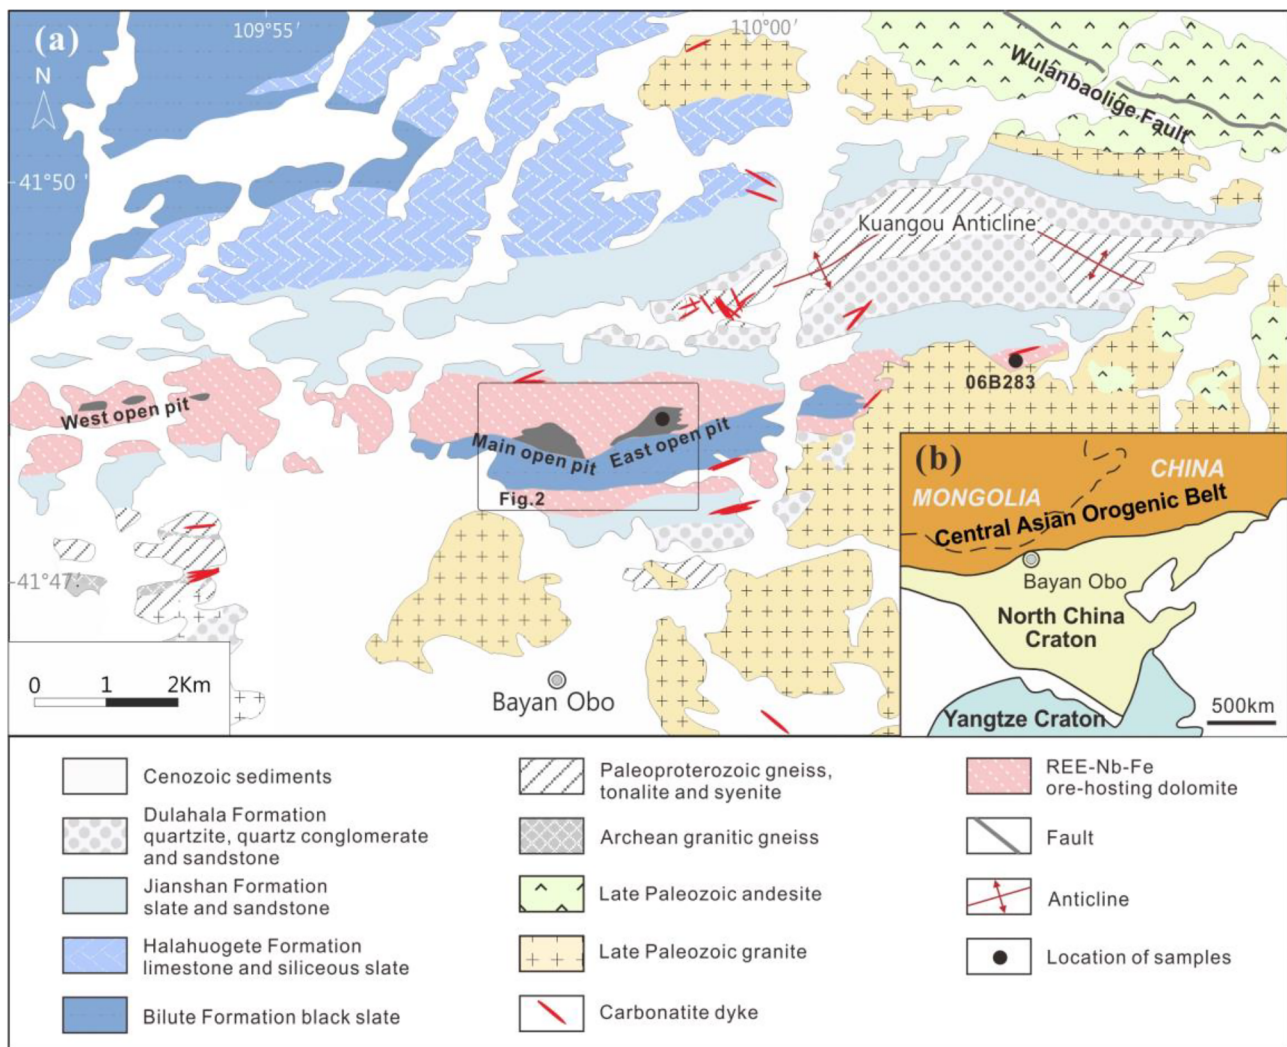 (a)
109°55′
110°00′
N
Wulanbaolige Fault
41°50′
Kuangou Anticline
06B283
West open pit
Main open pit
East open pit
Fig.2
41°47′
0 1 2Km
Bayan Obo
(b)
CHINA
MONGOLIA
Central Asian Orogenic Belt
Bayan Obo
North China
Craton
Yangtze Craton
500km
Cenozoic sediments
Dulahala Formation
quartzite, quartz conglomerate
and sandstone
Jianshan Formation
slate and sandstone
Halahuogete Formation
limestone and siliceous slate
Bilute Formation black slate
Paleoproterozoic gneiss,
tonalite and syenite
Archean granitic gneiss
Late Paleozoic andesite
Late Paleozoic granite
Carbonatite dyke
REE-Nb-Fe
ore-hosting dolomite
Fault
Anticline
Location of samples